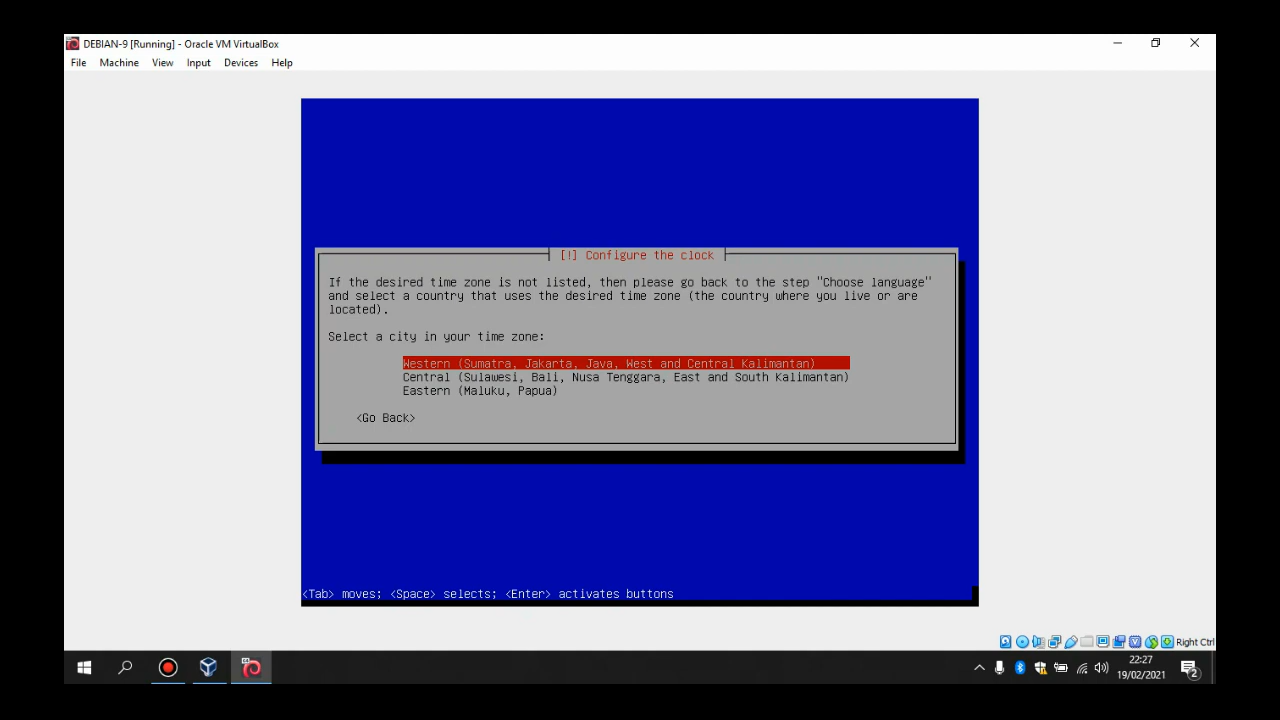 DEBIAN-9 [Running] - Oracle VM VirtualBox
File Machine View Input Devices Help
[!] Configure the clock
If the desired time zone is not listed, then please go back to the step "Choose language"
and select a country that uses the desired time zone (the country where you live or are
located).
Select a city in your time zone:
Western (Sumatra, Jakarta, Java, West and Central Kalimantan)
Central (Sulawesi, Bali, Nusa Tenggara, East and South Kalimantan)
Eastern (Maluku, Papua)
<Go Back>
<Tab> moves; <Space> selects; <Enter> activates buttons
Right Ctrl
22:27
19/02/2021
2